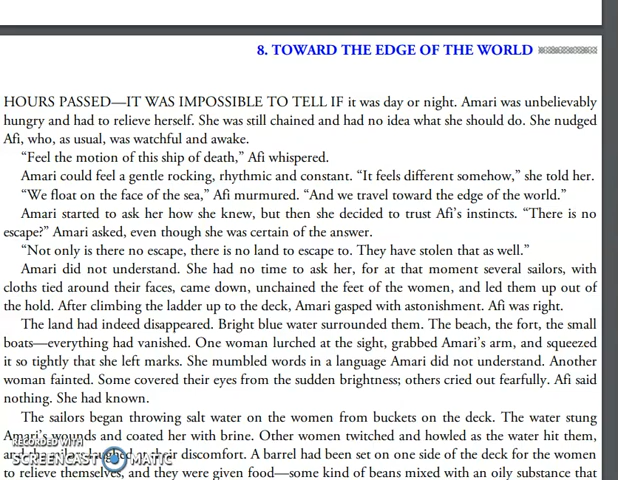 8. TOWARD THE EDGE OF THE WORLD
HOURS PASSED—IT WAS IMPOSSIBLE TO TELL IF it was day or night. Amari was unbelievably
hungry and had to relieve herself. She was still chained and had no idea what she should do. She nudged
Afi, who, as usual, was watchful and awake.
“Feel the motion of this ship of death,” Afi whispered.
Amari could feel a gentle rocking, rhythmic and constant. “It feels different somehow,” she told her.
“We float on the face of the sea,” Afi murmured. “And we travel toward the edge of the world.”
Amari started to ask her how she knew, but then she decided to trust Afi’s instincts. “There is no
escape?” Amari asked, even though she was certain of the answer.
“Not only is there no escape, there is no land to escape to. They have stolen that as well.”
Amari did not understand. She had no time to ask her, for at that moment several sailors, with
cloths tied around their faces, came down, unchained the feet of the women, and led them up out of
the hold. After climbing the ladder up to the deck, Amari gasped with astonishment. Afi was right.
The land had indeed disappeared. Bright blue water surrounded them. The beach, the fort, the small
boats—everything had vanished. One woman lurched at the sight, grabbed Amari’s arm, and squeezed
it so tightly that she left marks. She mumbled words in a language Amari did not understand. Another
woman fainted. Some covered their eyes from the sudden brightness; others cried out fearfully. Afi said
nothing. She had known.
The sailors began throwing salt water on the women from buckets on the deck. The water stung
Amari’s wounds and coated her with brine. Other women twitched and howled as the water hit them,
discomfort. A barrel had been set on one side of the deck for the women
to relieve themselves, and they were given food—some kind of beans mixed with an oily substance that
RECORDED WITH
SCREENCAST MATIC